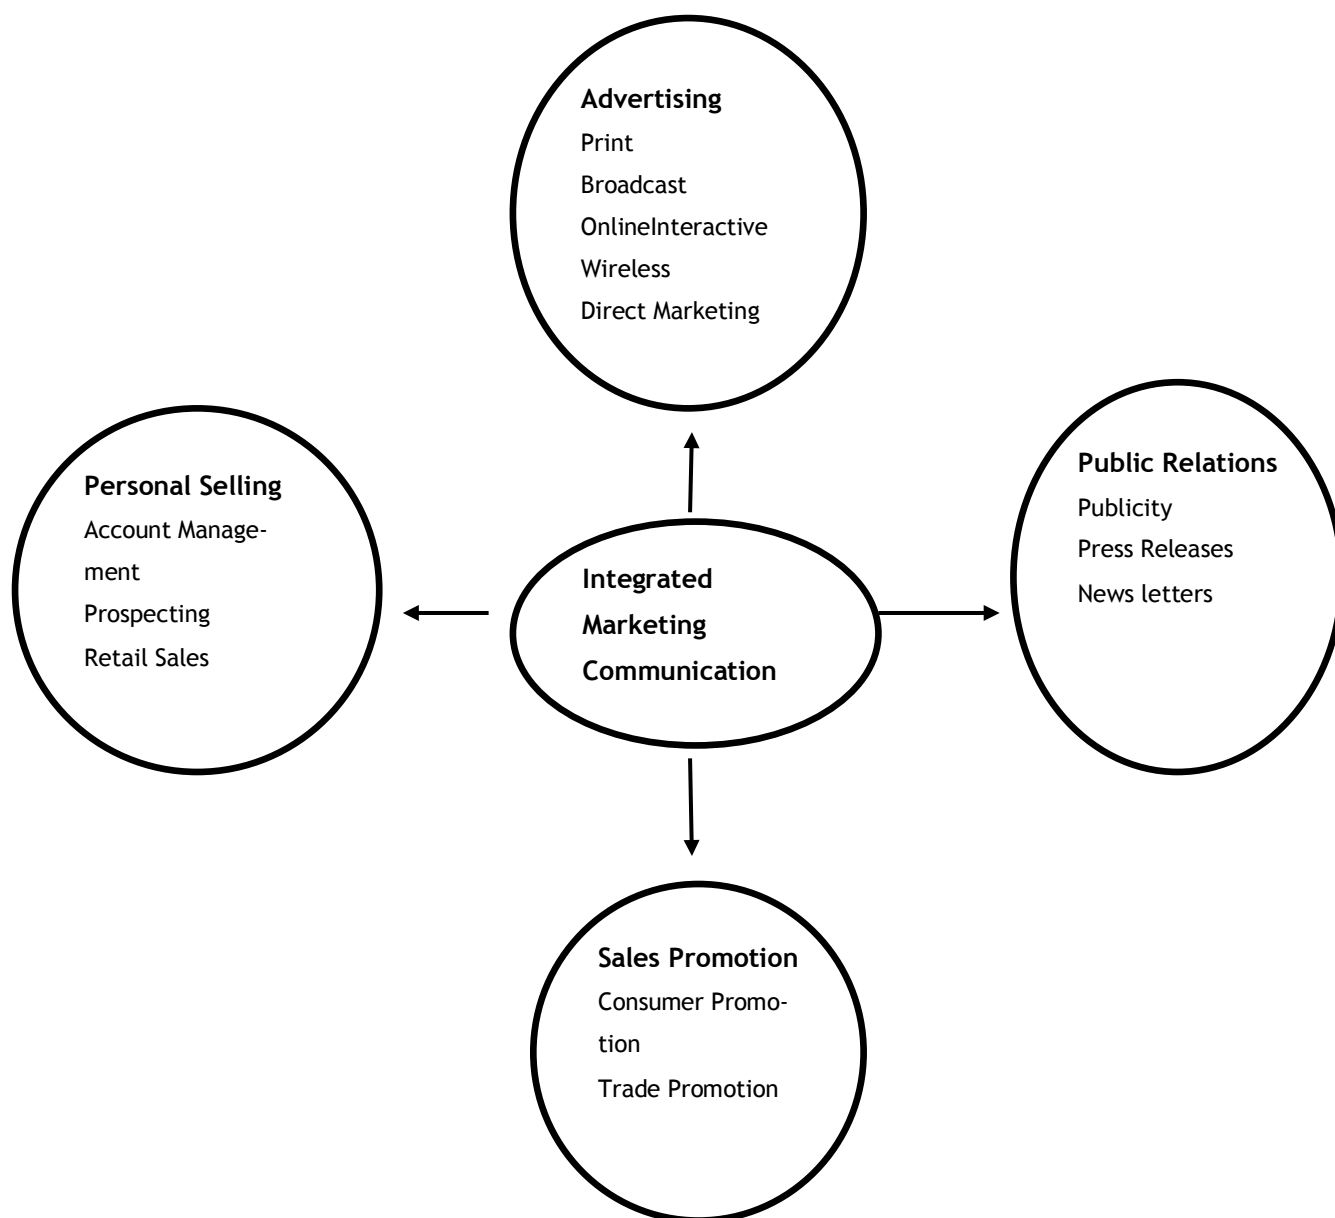 Advertising
Print
Broadcast
OnlineInteractive
Wireless
Direct Marketing
Personal Selling
Account Manage-
ment
Prospecting
Retail Sales
Integrated
Marketing
Communication
Public Relations
Publicity
Press Releases
News letters
Sales Promotion
Consumer Promo-
tion
Trade Promotion